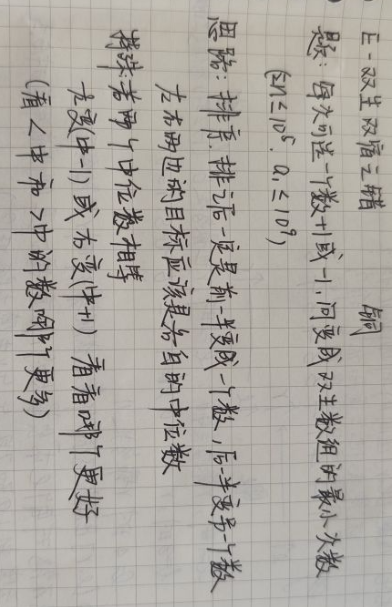 E-双生双宿之错 铜
题：每次可选一个数+1或-1,问变成双生数组的最小次数
(∑n≤10⁵. aᵢ≤10⁹)
思路：排序.排之后一定是前一半变成一个数,后一半变另一个数
左右两边的目标应该是各自的中位数
特殊：若两个中位数相等
左变(中-1)或右变(中+1) 看看哪个更好
(看<中和>中的数哪个更多)